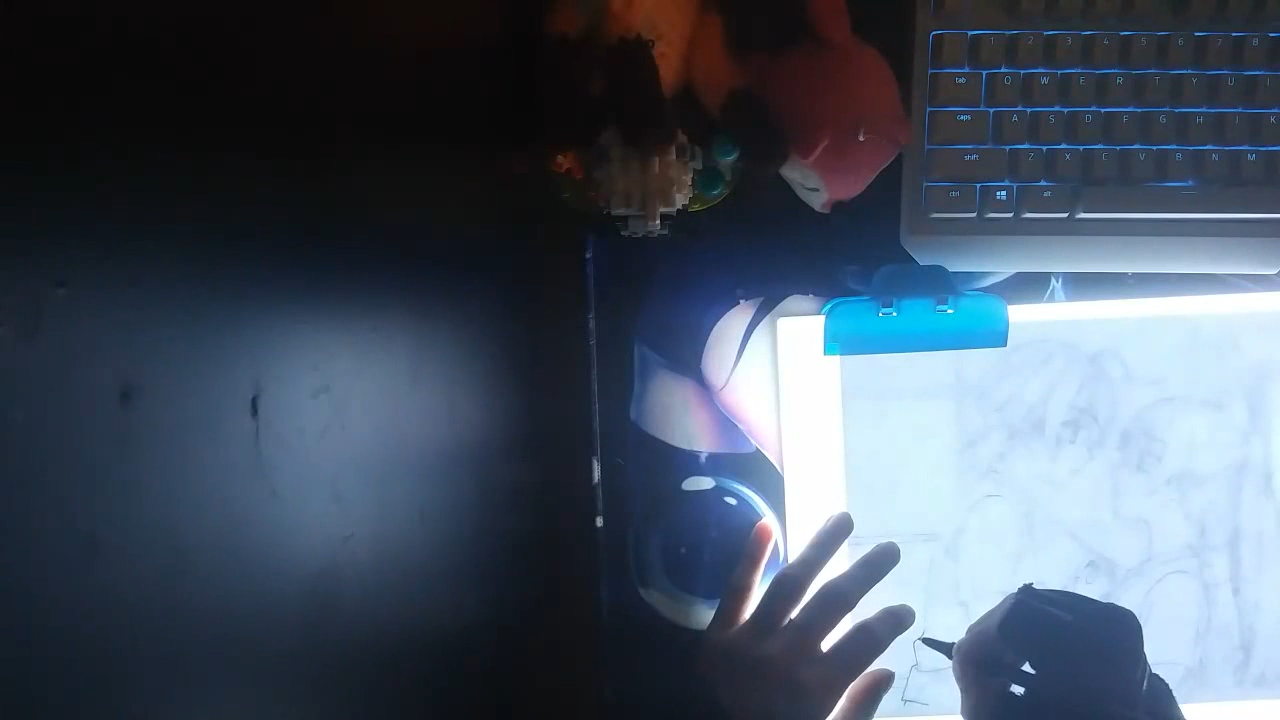 1 2 3 4 5 6 7 8
tab Q W E R T Y U I
caps A S D F G H J K
shift Z X C V B N M
ctrl alt